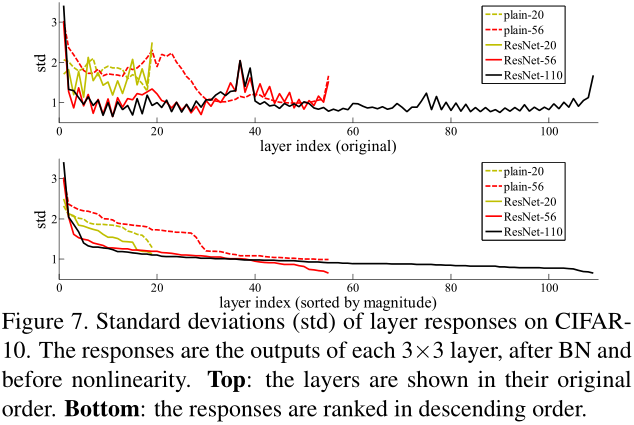 3
2
1
std
0
20
40
60
80
100
layer index (original)
plain-20
plain-56
ResNet-20
ResNet-56
ResNet-110
3
2
1
std
0
20
40
60
80
100
layer index (sorted by magnitude)
plain-20
plain-56
ResNet-20
ResNet-56
ResNet-110
Figure 7. Standard deviations (std) of layer responses on CIFAR-
10. The responses are the outputs of each 3×3 layer, after BN and
before nonlinearity. Top: the layers are shown in their original
order. Bottom: the responses are ranked in descending order.